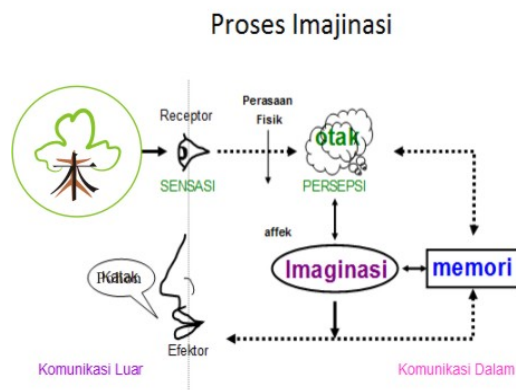 Proses Imajinasi
Receptor
Perasaan
Fisik
otak
SENSASI
PERSEPSI
affek
Imaginasi
memori
Efektor
Komunikasi Luar
Komunikasi Dalam